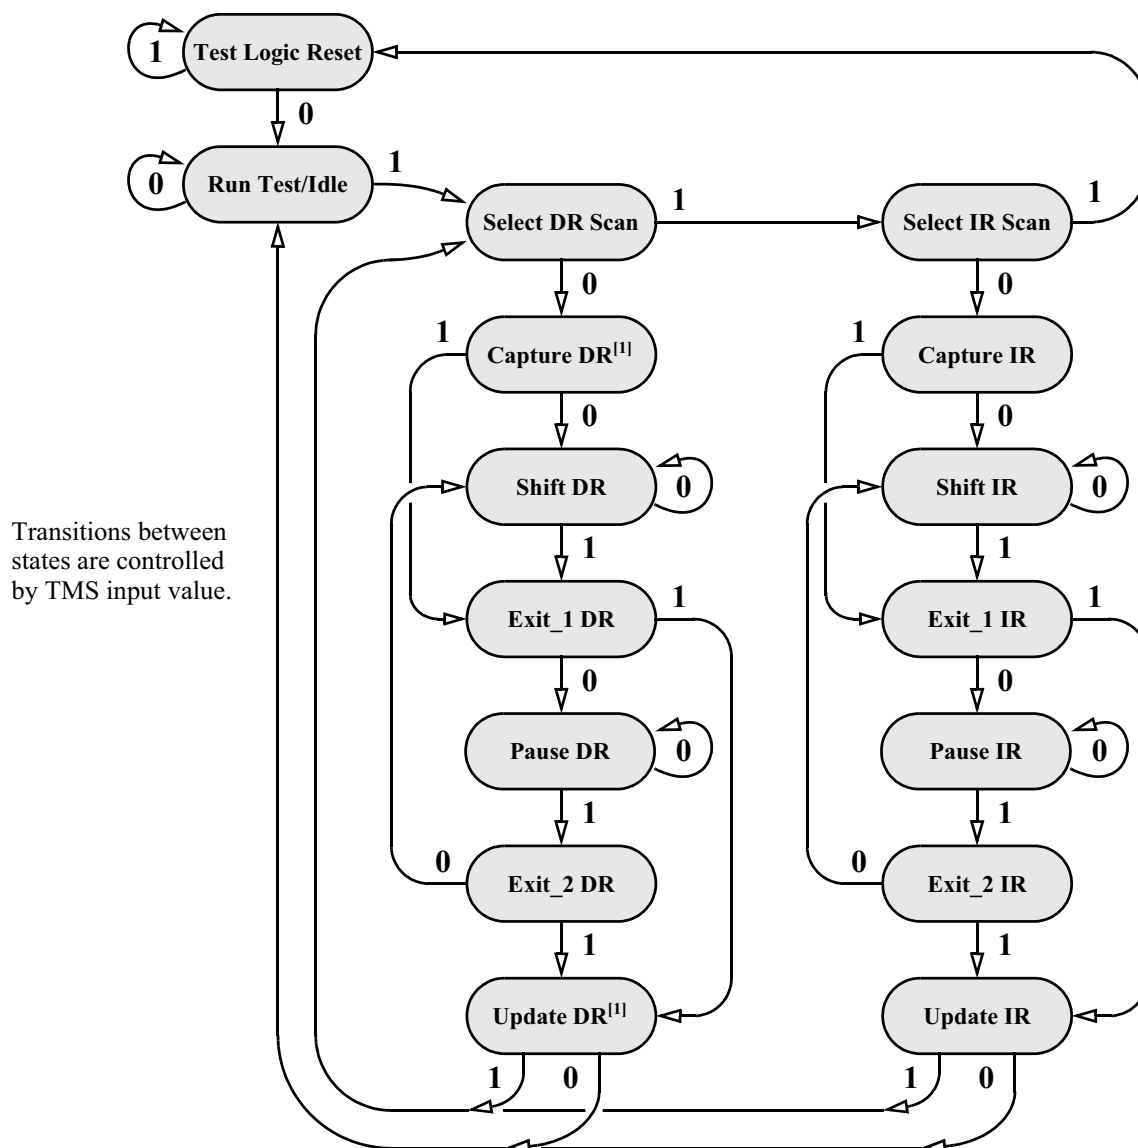 1
Test Logic Reset
0
0
Run Test/Idle
1
Select DR Scan
1
Select IR Scan
1
0
0
1
Capture DR[1]
1
Capture IR
0
0
Shift DR
0
Shift IR
0
Transitions between
states are controlled
by TMS input value.
1
1
Exit_1 DR
1
Exit_1 IR
1
0
0
Pause DR
0
Pause IR
0
1
1
0
Exit_2 DR
0
Exit_2 IR
1
1
Update DR[1]
Update IR
1
0
1
0